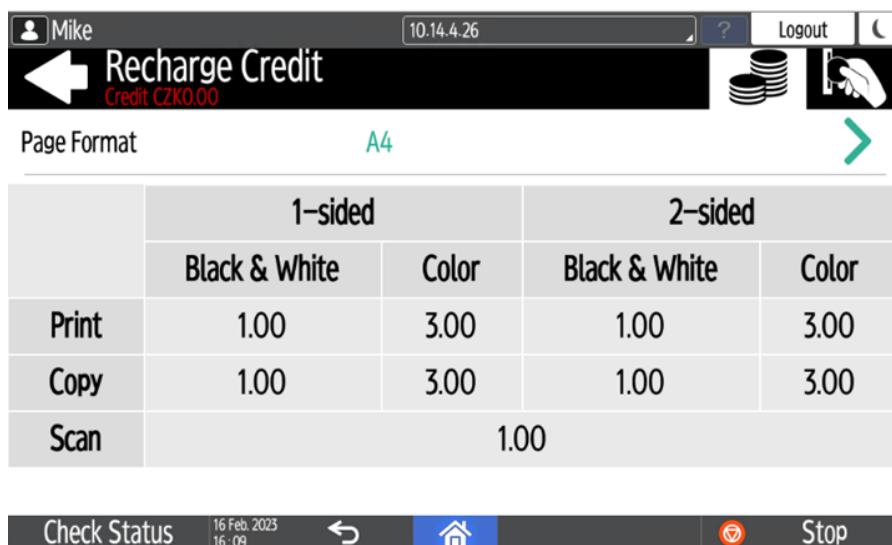 Mike 10.14.4.26 ? Logout
Recharge Credit
Credit CZK0.00
Page Format A4
1-sided 2-sided
Black & White Color Black & White Color
Print 1.00 3.00 1.00 3.00
Copy 1.00 3.00 1.00 3.00
Scan 1.00
Check Status 16 Feb. 2023 Stop
16:09